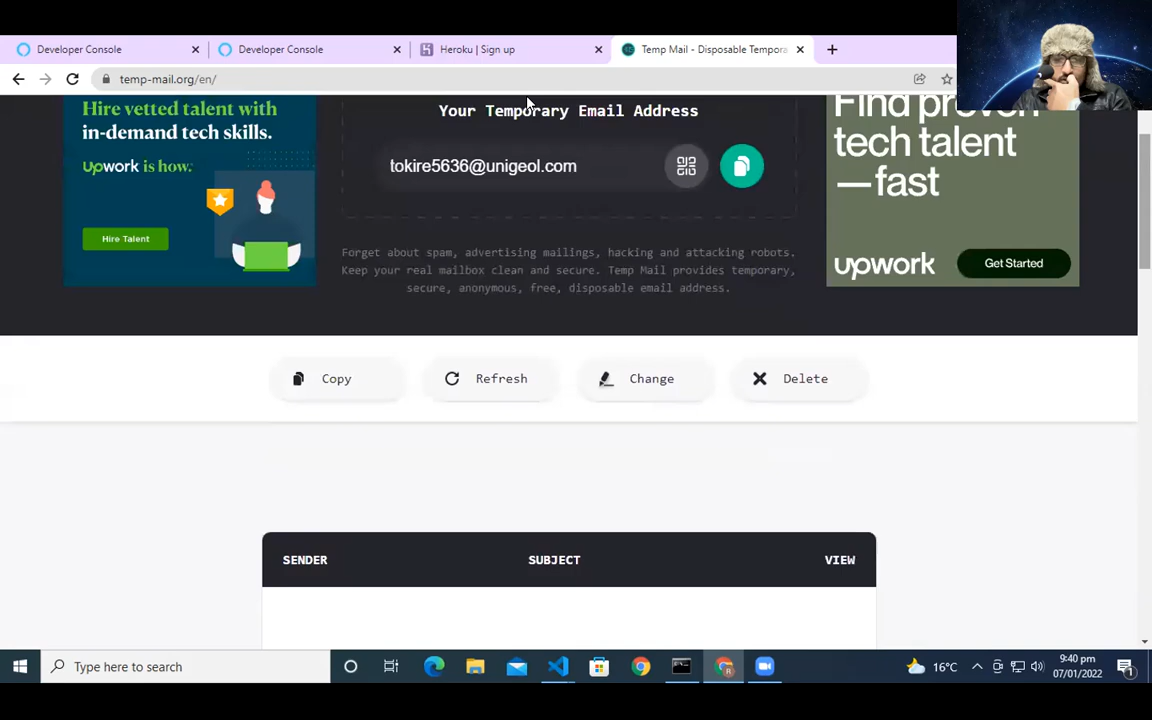 Developer Console
Developer Console
Heroku | Sign up
Temp Mail - Disposable Tempora
temp-mail.org/en/
Hire vetted talent with
in-demand tech skills.
Upwork is how.
Hire Talent
Your Temporary Email Address
tokire5636@unigeol.com
Forget about spam, advertising mailings, hacking and attacking robots.
Keep your real mailbox clean and secure. Temp Mail provides temporary,
secure, anonymous, free, disposable email address.
Find proven
tech talent
—fast
upwork
Get Started
Copy
Refresh
Change
Delete
SENDER
SUBJECT
VIEW
Type here to search
16°C
9:40 pm
07/01/2022
1